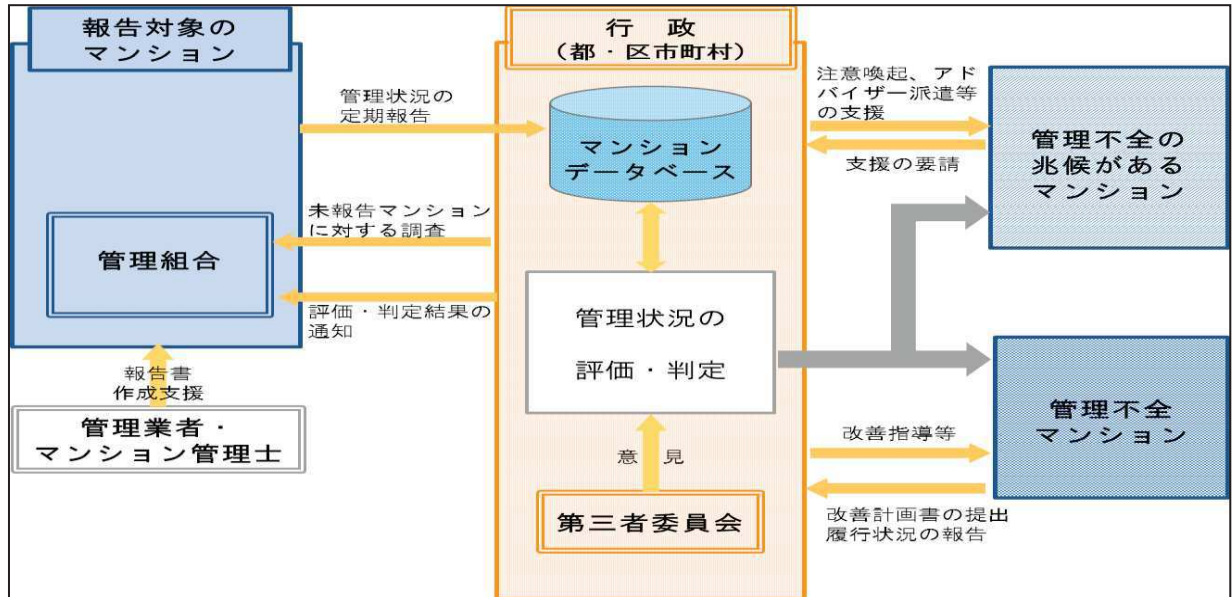 報告対象の
マンション
管理組合
報告書
作成支援
管理業者・
マンション管理士
管理状況の
定期報告
未報告マンション
に対する調査
評価・判定結果の
通知
行　政
（都・区市町村）
マンション
データベース
管理状況の
評価・判定
意　見
第三者委員会
注意喚起、アド
バイザー派遣等
の支援
支援の要請
改善指導等
改善計画書の提出
履行状況の報告
管理不全の
兆候がある
マンション
管理不全
マンション